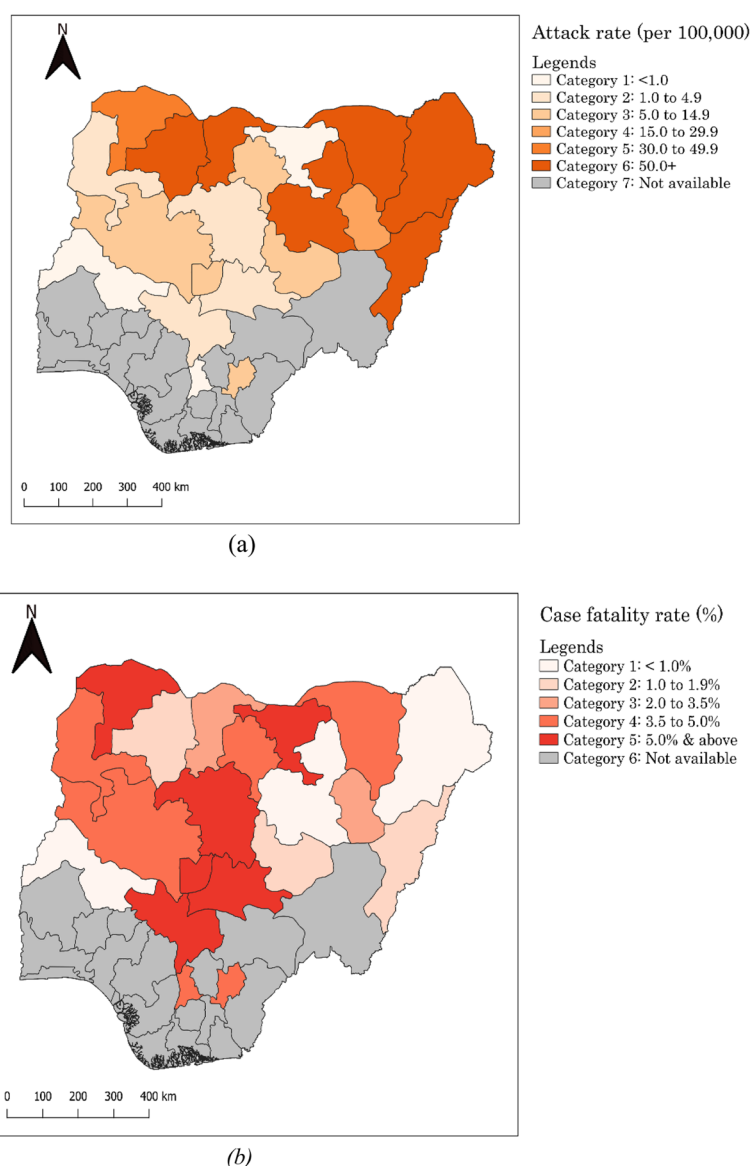 N
Attack rate (per 100,000)
Legends
Category 1: <1.0
Category 2: 1.0 to 4.9
Category 3: 5.0 to 14.9
Category 4: 15.0 to 29.9
Category 5: 30.0 to 49.9
Category 6: 50.0+
Category 7: Not available
0 100 200 300 400 km
(a)
N
Case fatality rate (%)
Legends
Category 1: < 1.0%
Category 2: 1.0 to 1.9%
Category 3: 2.0 to 3.5%
Category 4: 3.5 to 5.0%
Category 5: 5.0% & above
Category 6: Not available
0 100 200 300 400 km
(b)